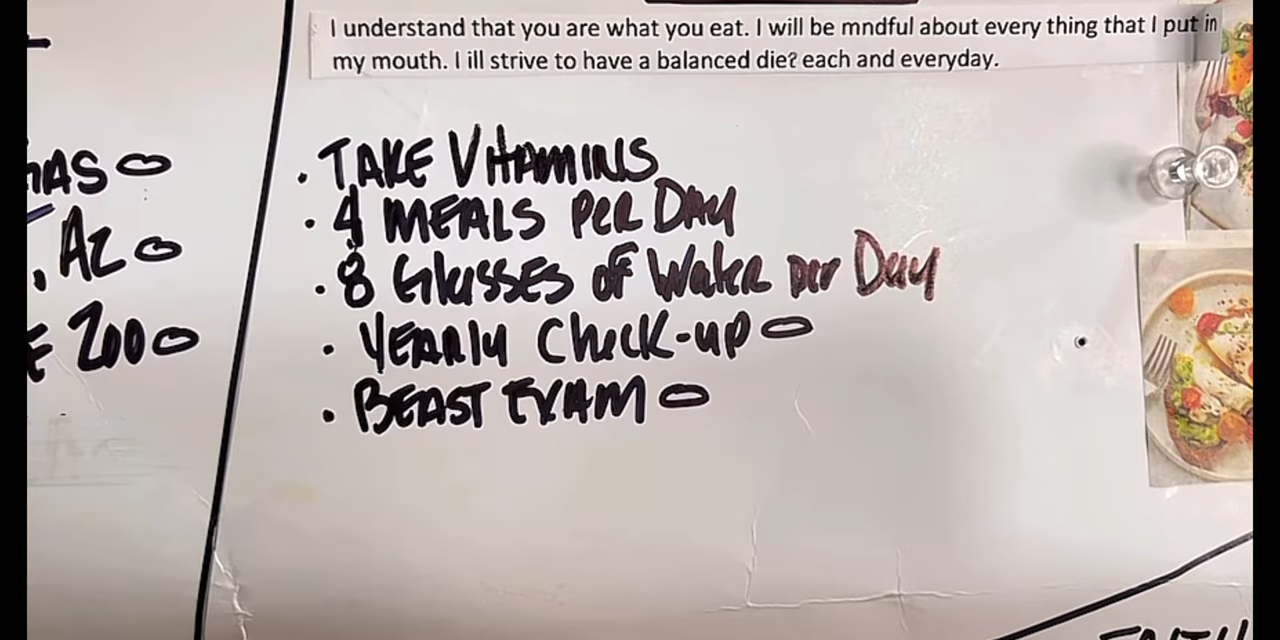 I understand that you are what you eat. I will be mndful about every thing that I put in
my mouth. I ill strive to have a balanced die? each and everyday.
AS
, AZ
E ZOO
• TAKE VitAMINS
• 4 MEALS PER DAY
• 8 Glasses of Water per Day
• YEARly Check-up
• BEAST EXAM